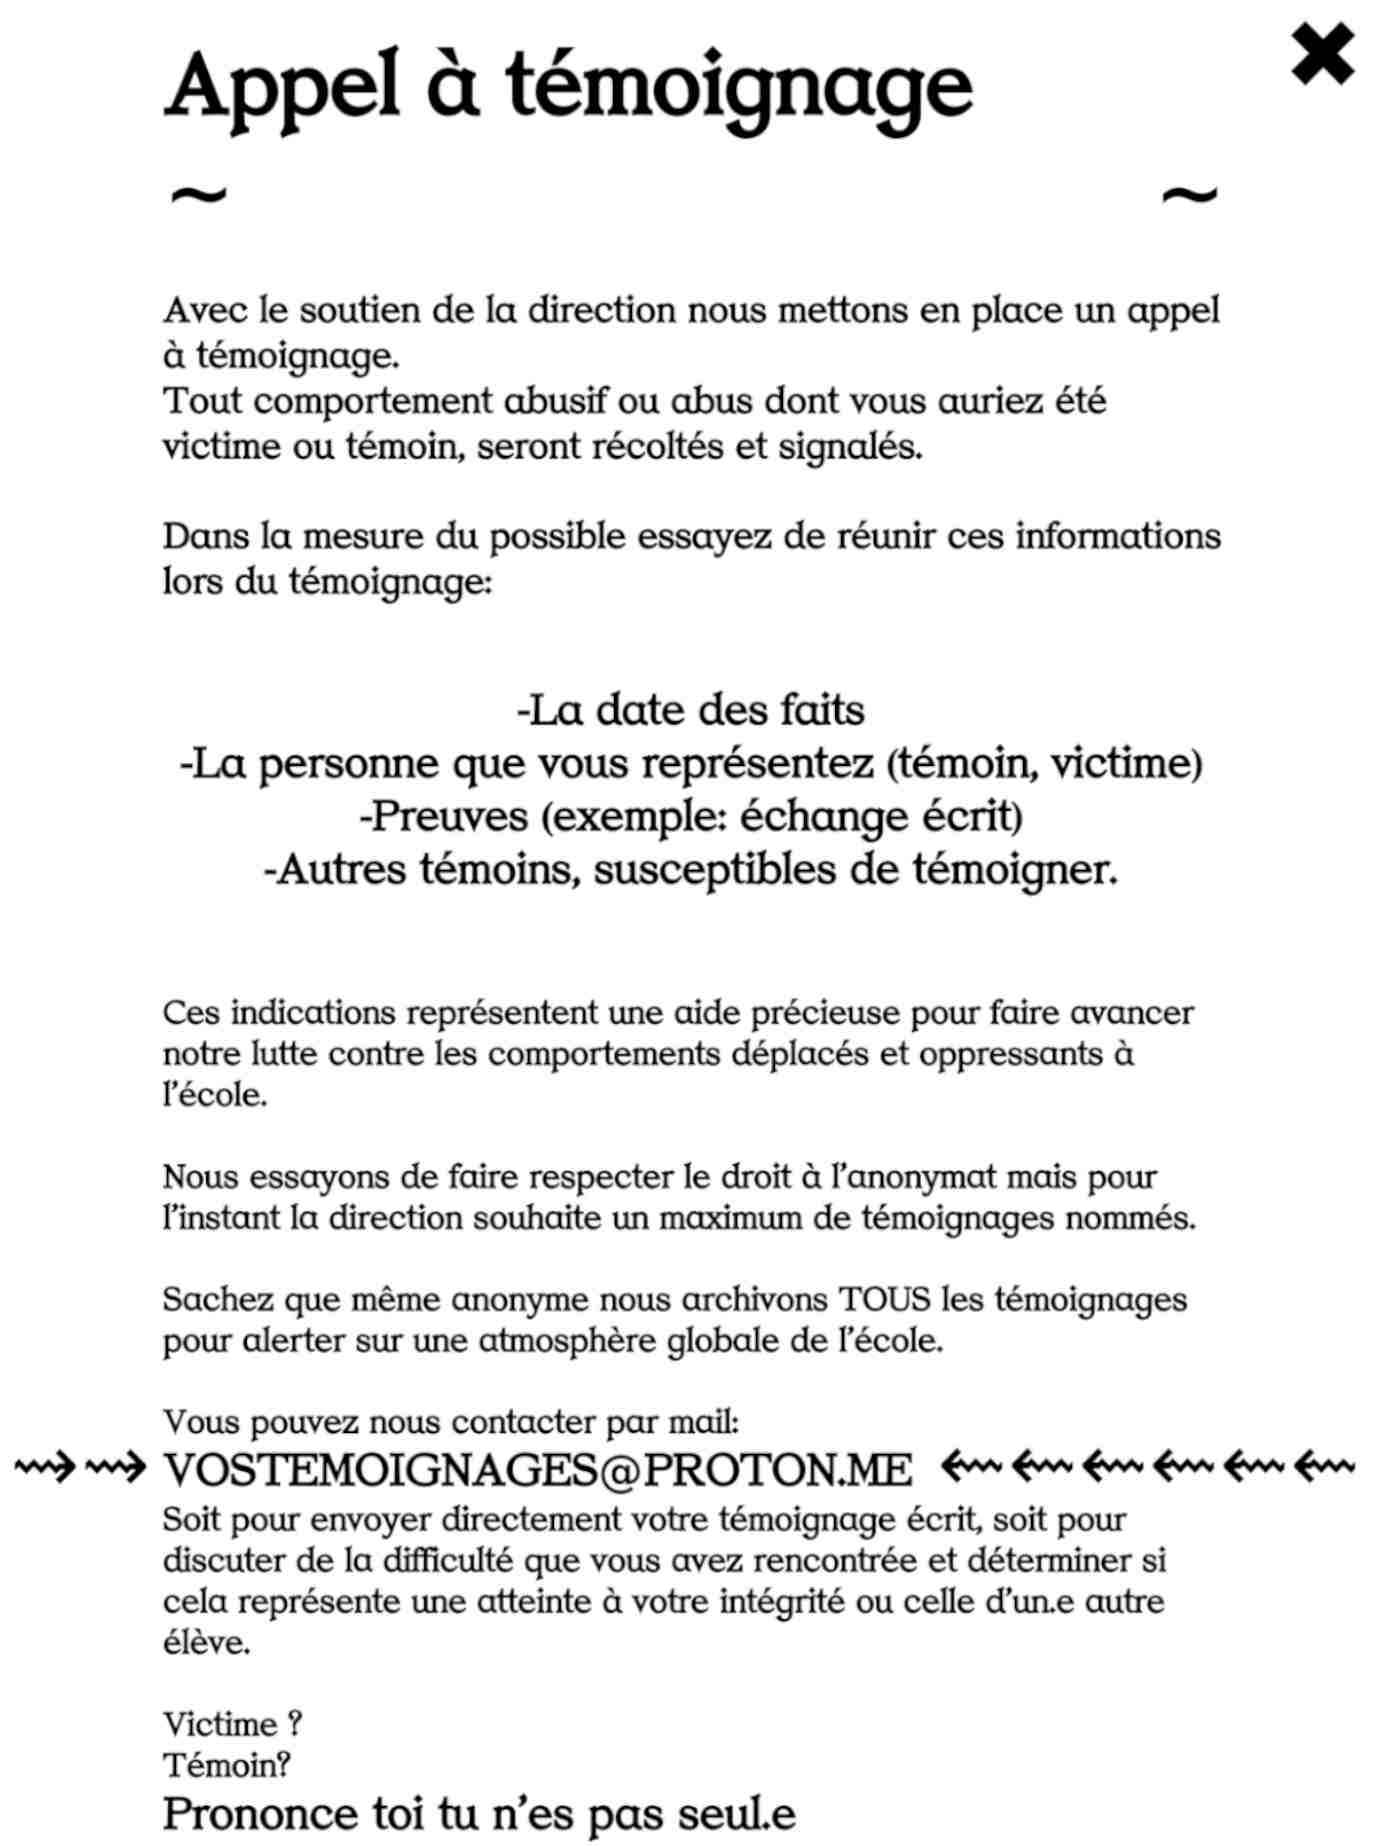 Appel à témoignage
~ ~
Avec le soutien de la direction nous mettons en place un appel
à témoignage.
Tout comportement abusif ou abus dont vous auriez été
victime ou témoin, seront récoltés et signalés.
Dans la mesure du possible essayez de réunir ces informations
lors du témoignage:
-La date des faits
-La personne que vous représentez (témoin, victime)
-Preuves (exemple: échange écrit)
-Autres témoins, susceptibles de témoigner.
Ces indications représentent une aide précieuse pour faire avancer
notre lutte contre les comportements déplacés et oppressants à
l’école.
Nous essayons de faire respecter le droit à l’anonymat mais pour
l’instant la direction souhaite un maximum de témoignages nommés.
Sachez que même anonyme nous archivons TOUS les témoignages
pour alerter sur une atmosphère globale de l’école.
Vous pouvez nous contacter par mail:
⇝⇝ VOSTEMOIGNAGES@PROTON.ME ⇜⇜⇜⇜⇜⇜
Soit pour envoyer directement votre témoignage écrit, soit pour
discuter de la difficulté que vous avez rencontrée et déterminer si
cela représente une atteinte à votre intégrité ou celle d’un.e autre
élève.
Victime ?
Témoin?
Prononce toi tu n’es pas seul.e